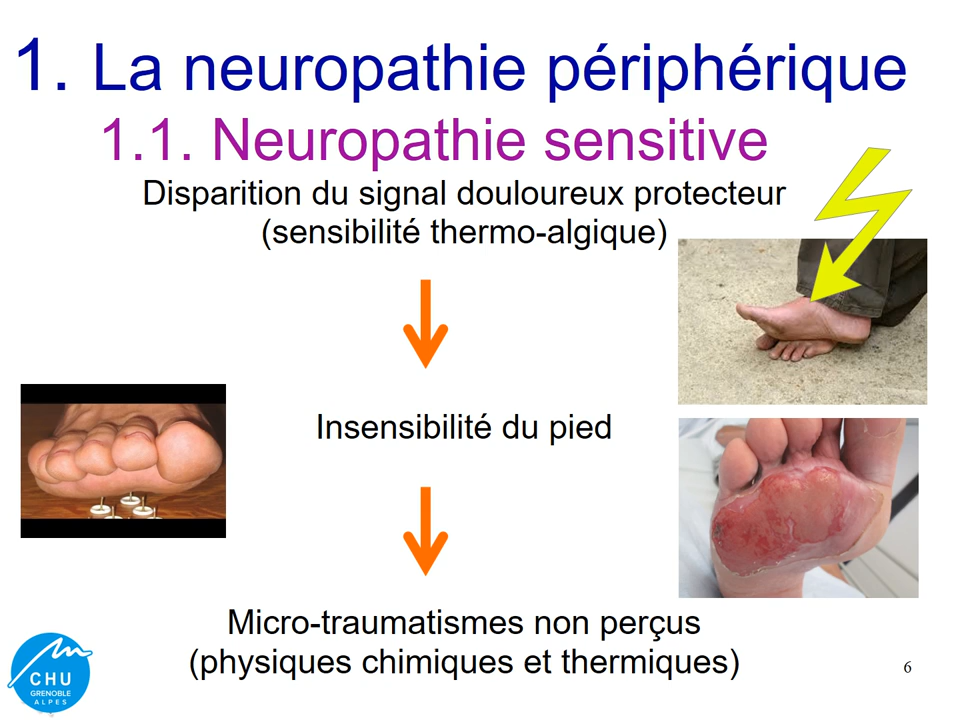 1. La neuropathie périphérique
1.1. Neuropathie sensitive
Disparition du signal douloureux protecteur
(sensibilité thermo-algique)
Insensibilité du pied
Micro-traumatismes non perçus
(physiques chimiques et thermiques)
CHU
GRENOBLE
ALPES
6